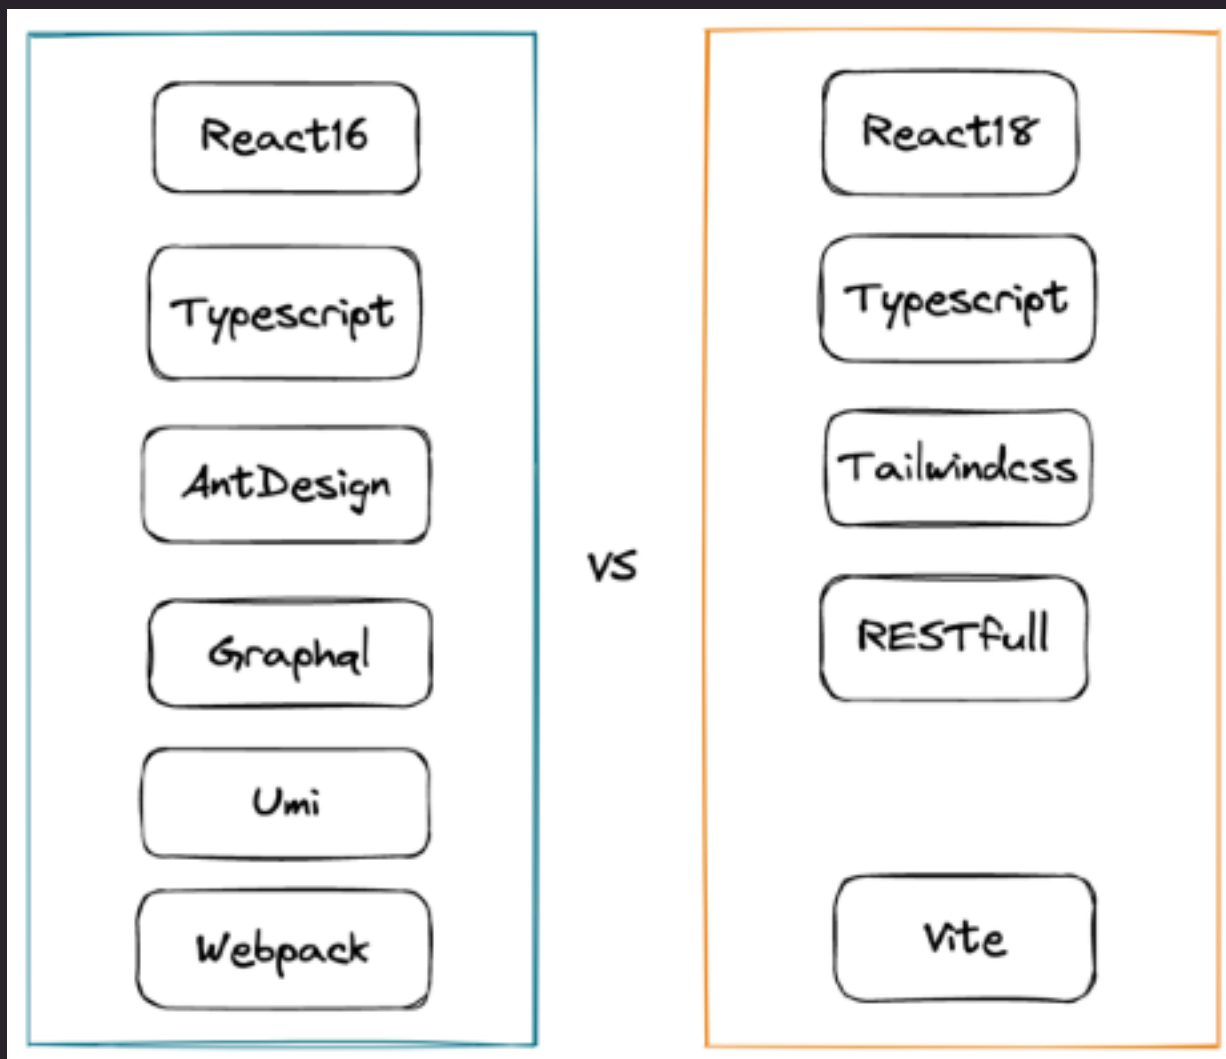 React16
Typescript
AntDesign
Graphql
Umi
Webpack
VS
React18
Typescript
Tailwindcss
RESTfull
Vite